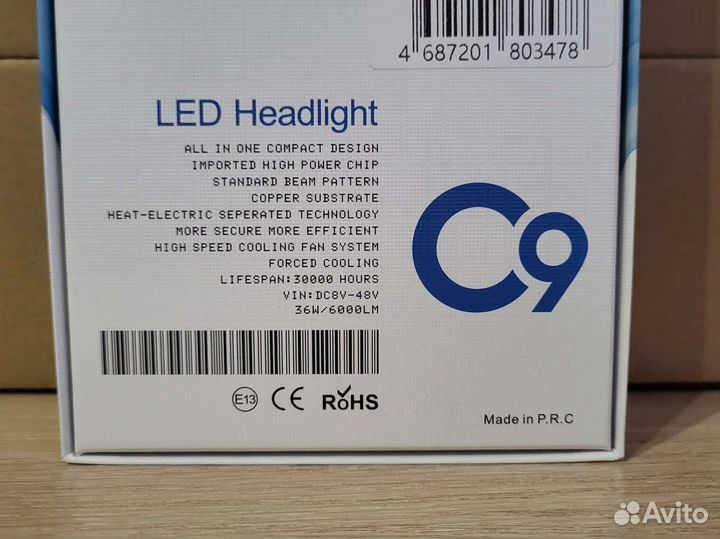 4 687201 803478
LED Headlight
ALL IN ONE COMPACT DESIGN
IMPORTED HIGH POWER CHIP
STANDARD BEAM PATTERN
COPPER SUBSTRATE
HEAT-ELECTRIC SEPERATED TECHNOLOGY
MORE SECURE MORE EFFICIENT
HIGH SPEED COOLING FAN SYSTEM
FORCED COOLING
LIFESPAN:30000 HOURS
VIN:DC8V-48V
36W/6000LM
C9
E13 CE RoHS
Made in P.R.C
Avito